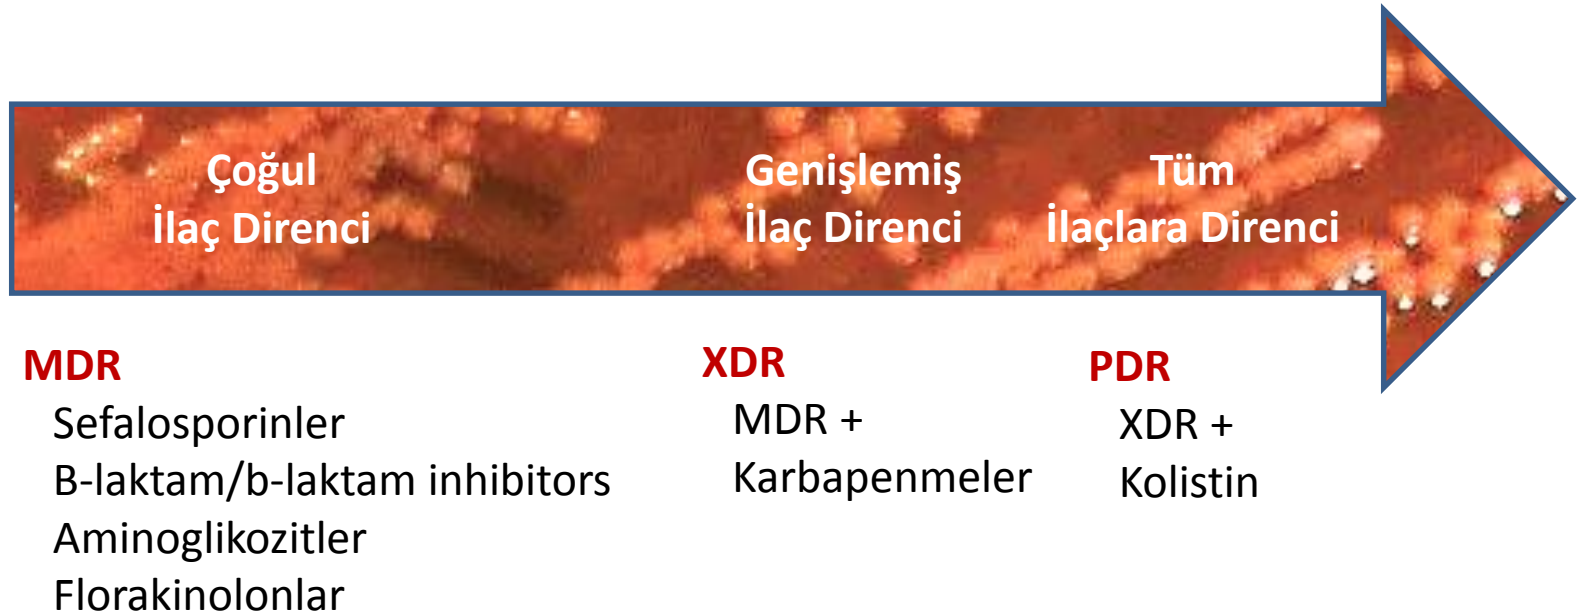 Çoğul
İlaç Direnci
Genişlemiş
İlaç Direnci
Tüm
İlaçlara Direnci
MDR
Sefalosporinler
B-laktam/b-laktam inhibitors
Aminoglikozitler
Florakinolonlar
XDR
MDR +
Karbapenmeler
PDR
XDR +
Kolistin